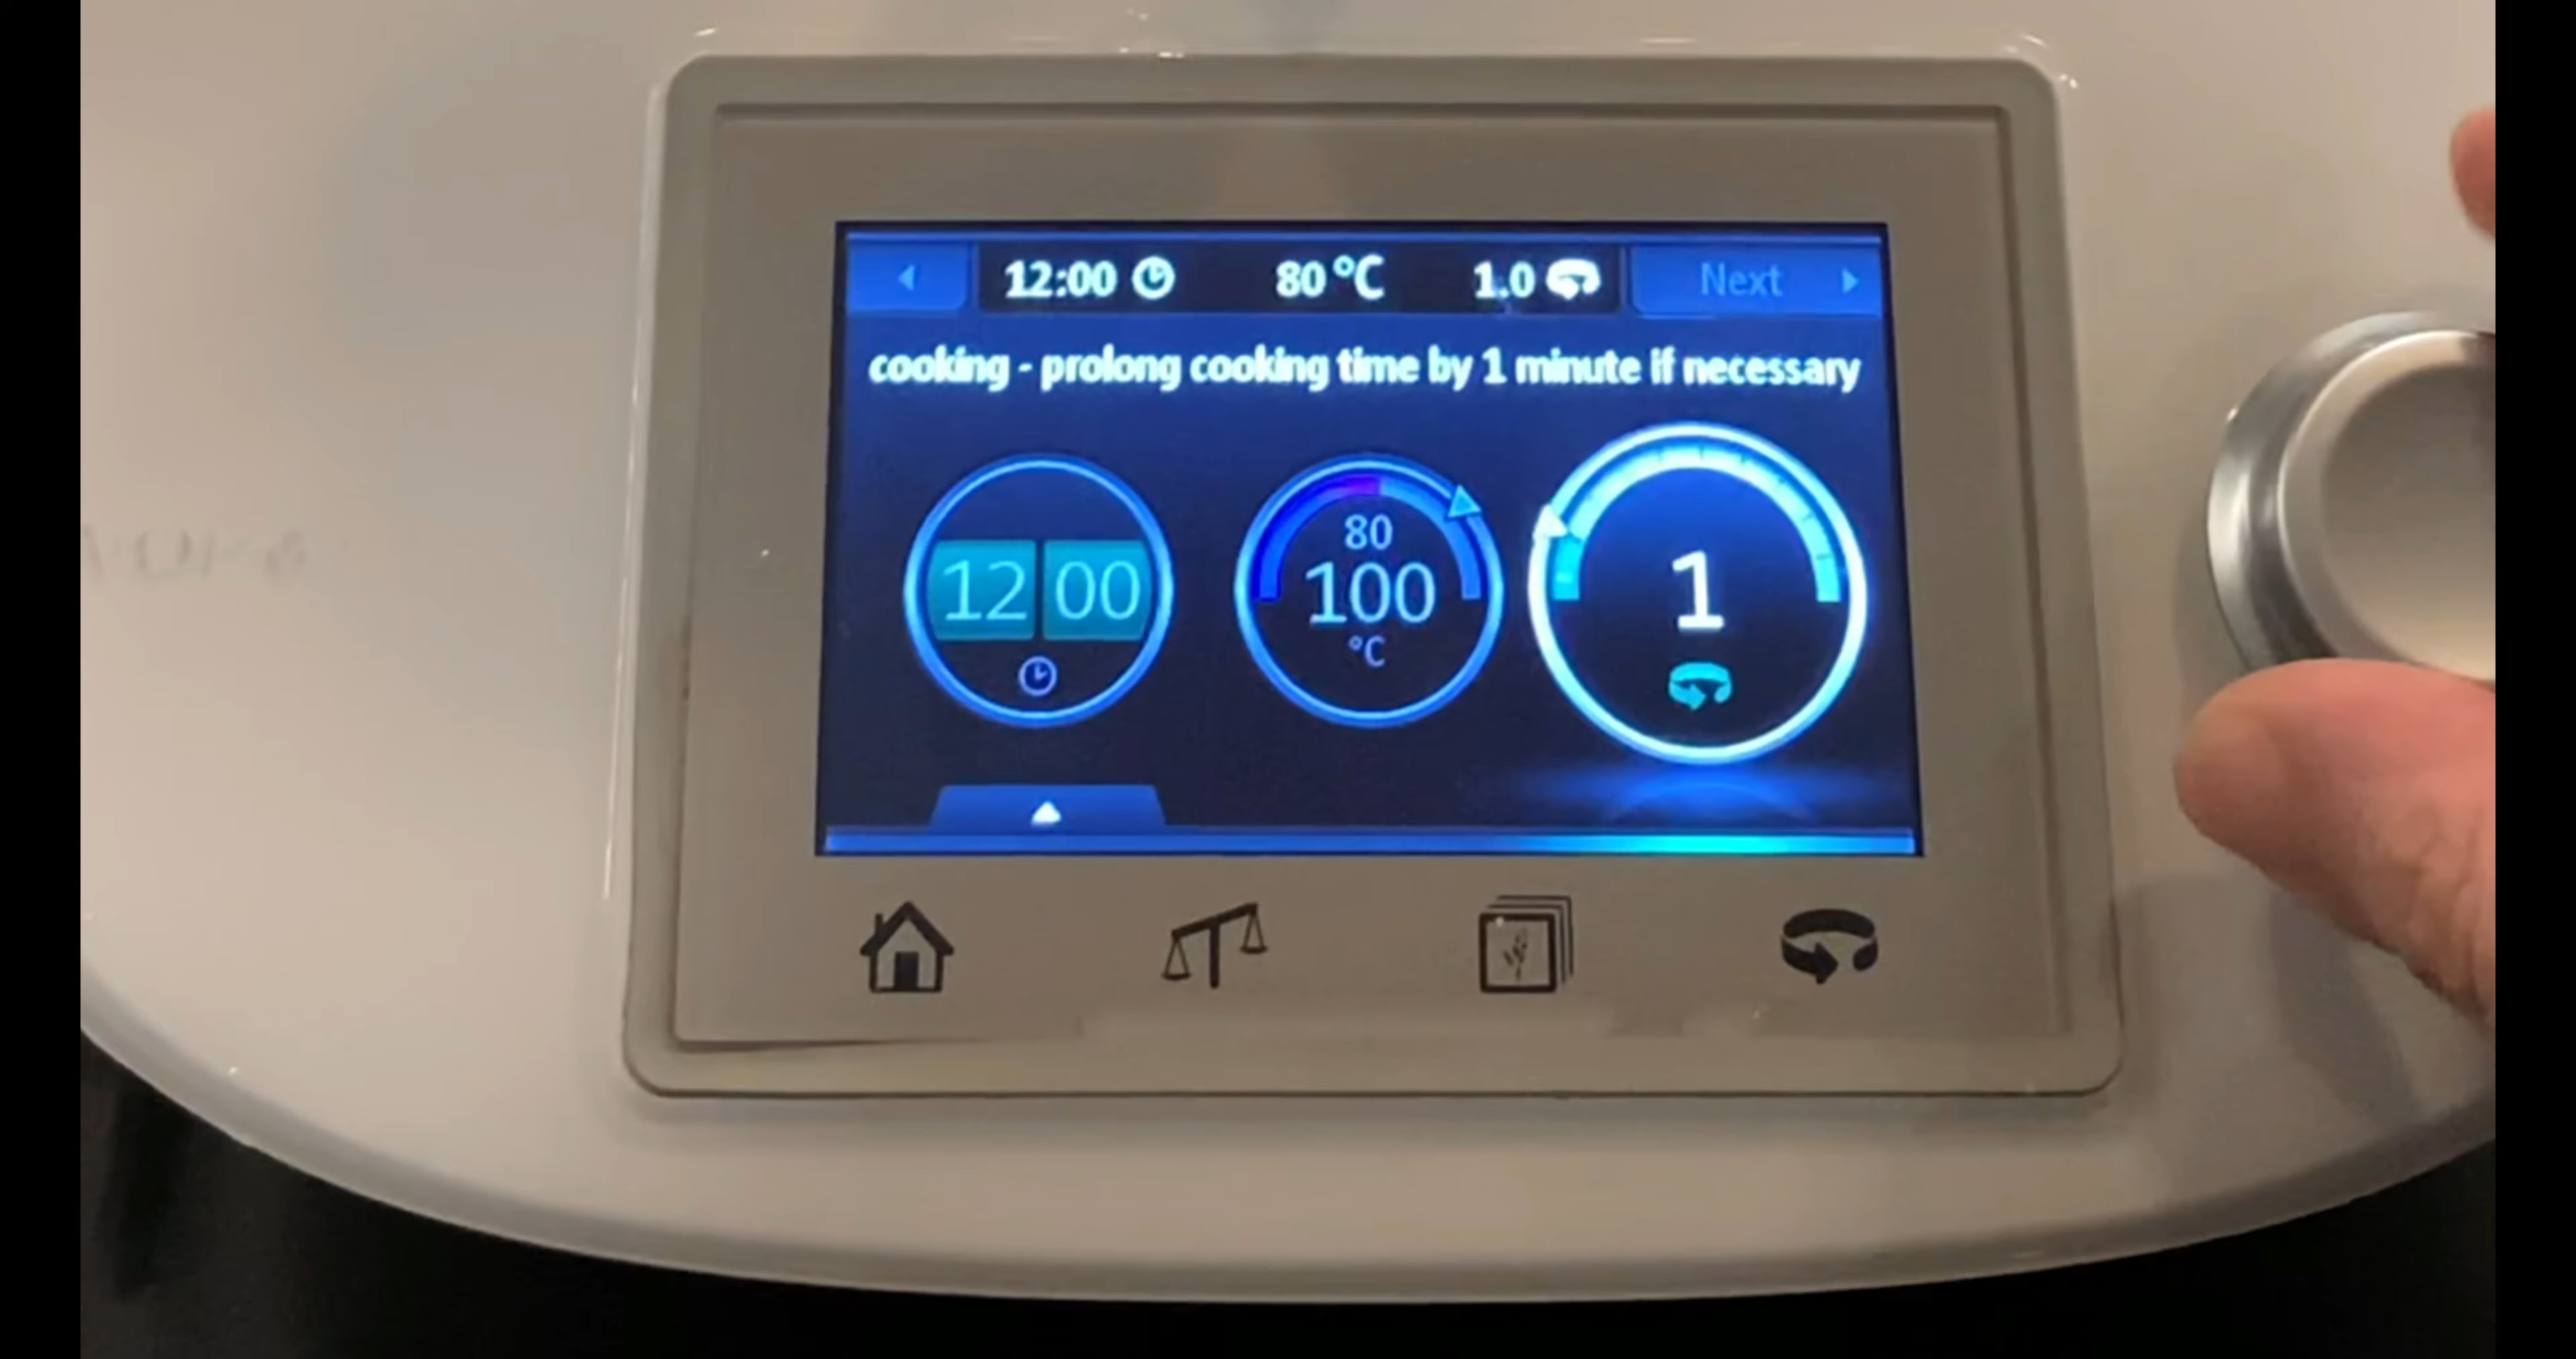 12:00 80°C 1.0 Next
cooking - prolong cooking time by 1 minute if necessary
12 00
80
100
°C
1